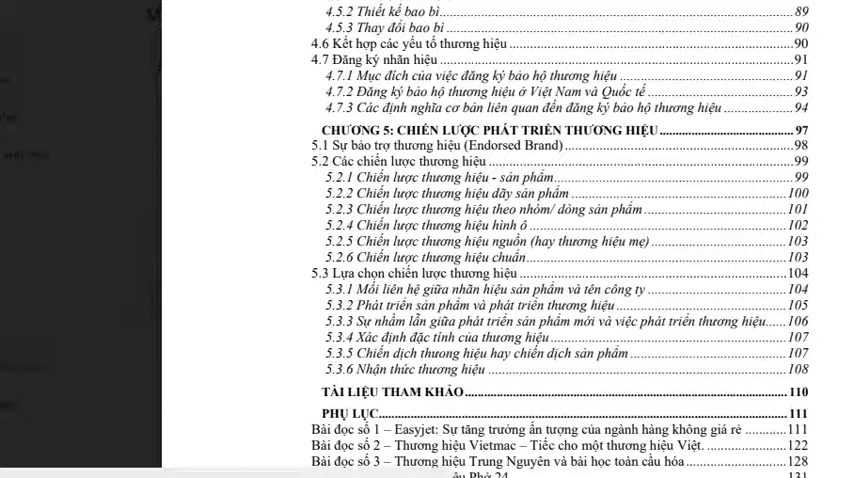 4.5.2 Thiết kế bao bì........89
4.5.3 Thay đổi bao bì........90
4.6 Kết hợp các yếu tố thương hiệu........90
4.7 Đăng ký nhãn hiệu........91
4.7.1 Mục đích của việc đăng ký bảo hộ thương hiệu........91
4.7.2 Đăng ký bảo hộ thương hiệu ở Việt Nam và Quốc tế........93
4.7.3 Các định nghĩa cơ bản liên quan đến đăng ký bảo hộ thương hiệu........94
CHƯƠNG 5: CHIẾN LƯỢC PHÁT TRIỂN THƯƠNG HIỆU........97
5.1 Sự bảo trợ thương hiệu (Endorsed Brand)........98
5.2 Các chiến lược thương hiệu........99
5.2.1 Chiến lược thương hiệu - sản phẩm........99
5.2.2 Chiến lược thương hiệu dãy sản phẩm........100
5.2.3 Chiến lược thương hiệu theo nhóm/ dòng sản phẩm........101
5.2.4 Chiến lược thương hiệu hình ô........102
5.2.5 Chiến lược thương hiệu nguồn (hay thương hiệu mẹ)........103
5.2.6 Chiến lược thương hiệu chuẩn........103
5.3 Lựa chọn chiến lược thương hiệu........104
5.3.1 Mối liên hệ giữa nhãn hiệu sản phẩm và tên công ty........104
5.3.2 Phát triển sản phẩm và phát triển thương hiệu........105
5.3.3 Sự nhầm lẫn giữa phát triển sản phẩm mới và việc phát triển thương hiệu......106
5.3.4 Xác định đặc tính của thương hiệu........107
5.3.5 Chiến dịch thuong hiệu hay chiến dịch sản phẩm........107
5.3.6 Nhận thức thương hiệu........108
TÀI LIỆU THAM KHẢO........110
PHỤ LỤC........111
Bài đọc số 1 – Easyjet: Sự tăng trưởng ấn tượng của ngành hàng không giá rẻ........111
Bài đọc số 2 – Thương hiệu Vietmac – Tiếc cho một thương hiệu Việt.........122
Bài đọc số 3 – Thương hiệu Trung Nguyên và bài học toàn cầu hóa........128
Phở 24........131